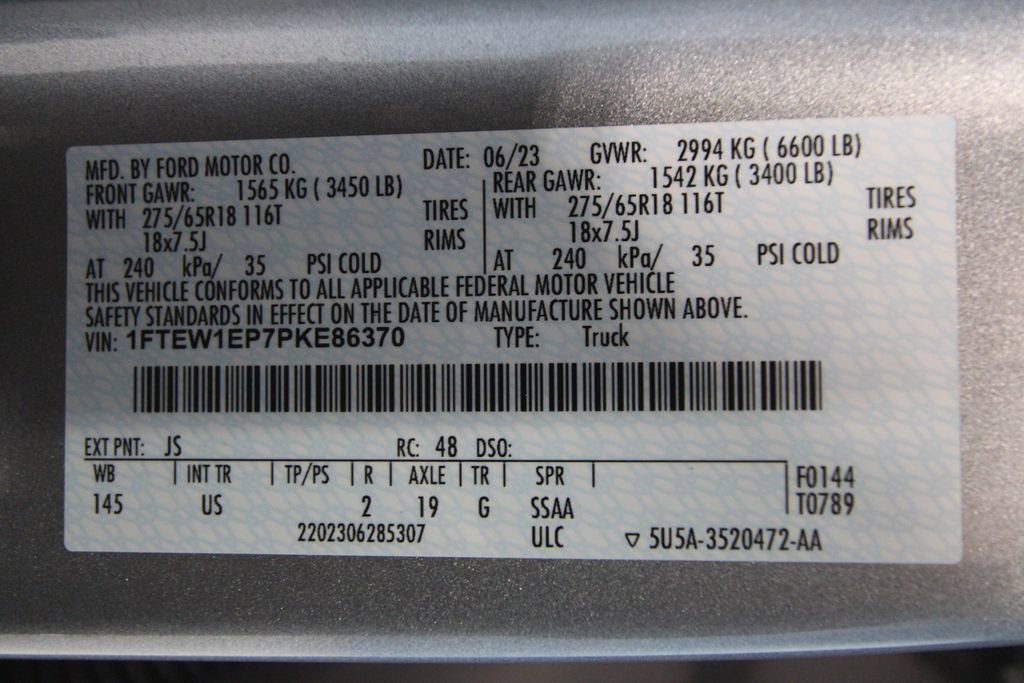 MFD. BY FORD MOTOR CO. DATE: 06/23 GVWR: 2994 KG ( 6600 LB)
FRONT GAWR: 1565 KG ( 3450 LB) REAR GAWR: 1542 KG ( 3400 LB)
WITH 275/65R18 116T TIRES WITH 275/65R18 116T TIRES
18x7.5J RIMS 18x7.5J RIMS
AT 240 kPa/ 35 PSI COLD AT 240 kPa/ 35 PSI COLD
THIS VEHICLE CONFORMS TO ALL APPLICABLE FEDERAL MOTOR VEHICLE
SAFETY STANDARDS IN EFFECT ON THE DATE OF MANUFACTURE SHOWN ABOVE.
VIN: 1FTEW1EP7PKE86370 TYPE: Truck
EXT PNT: JS RC: 48 DSO:
WB INT TR TP/PS R AXLE TR SPR F0144
145 US 2 19 G SSAA T0789
2202306285307 ULC ▽ 5U5A-3520472-AA